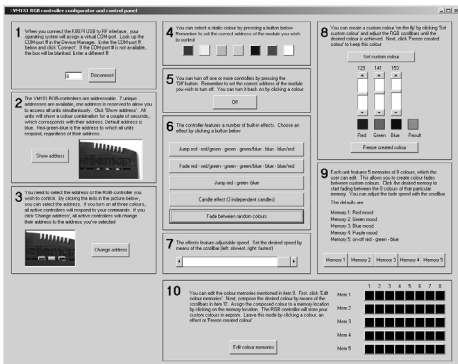 VM151 RGB controller configurator and control panel
1
When you connect the K8074 USB to RF interface, your
operating system will assign a virtual COM-port. Look up the
COM-port # in the Device Manager. Enter the COM-port #
below and click 'Connect'. If the COM-port # is not available,
the box will be blanked. Enter a different #.
6
Disconnect
2
The VM151 RGB-controllers are addressable. 7 unique
addresses are available, one address is reserved to allow you
to access all units simultaneously. Click 'Show address'. All
units will show a colour combination for a couple of seconds,
which corresponds with their address. Default address is
blue. Red-green-blue is the address to which all units
respond, regardless of their address.
Show address
3
You need to select the address of the RGB controller you
wish to control. By clicking the leds in the picture below,
you can select the address. If you turn on all three colours,
all active controllers will respond to your commands. If you
click 'Change address', all active controllers will change
their address to the address you've selected
Change address
4
You can select a static colour by pressing a button below.
Remember to set the correct address of the module you wish
to control
5
You can turn off one or more controllers by pressing the
'Off' button. Remember to set the correct address of the module
you wish to turn off. You can turn it back on by clicking a colour
Off
6
The controller features a number of built-in effects. Choose an
effect by clicking a button below
Jump red - red/green - green - green/blue - blue - blue/red
Fade red - red/green - green - green/blue - blue - blue/red
Jump red - green - blue
Candle effect (3 independent candles)
Fade between random colours
7
The effects feature adjustable speed. Set the desired speed by
means of the scrollbar (left: slowest, right: fastest)
8
You can create a custom colour 'on the fly' by clicking 'Set
custom colour' and adjust the RGB scrollbars until the
desired colour is achieved. Next, click 'Freeze created
colour' to keep this colour
Set custom colour
123 141 153
Red Green Blue Result
Freeze created colour
9
Each unit features 5 memories of 8 colours, which the
user can edit. This allows you to create colour fades
between custom colours. Click the desired memory to
start fading between the 8 colours of that particular
memory. You can adjust the fade speed with the scrollbar
The defaults are:
Memory 1: Red mood
Memory 2: Green mood
Memory 3: Blue mood
Memory 4: Purple mood
Memory 5: on-off red - green - blue
Memory 1 Memory 2 Memory 3 Memory 4 Memory 5
10
You can edit the colour memories mentioned in item 9. First, click 'Edit
colour memories'. Next, compose the desired colour by means of the
scrollbars in item '8'. Assign the composed colour to a memory location
by clicking on the memory location. The RGB controller will store your
custom colours in eeprom. Leave this mode by clicking a colour, an
effect or 'Freeze created colour'
Edit colour memories
1 2 3 4 5 6 7 8
Mem 1
Mem 2
Mem 3
Mem 4
Mem 5